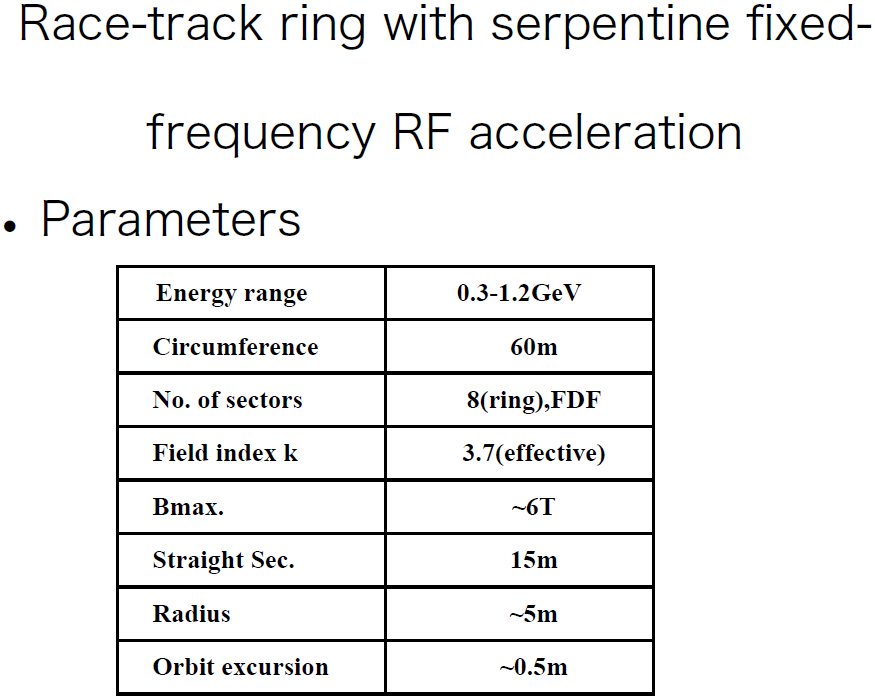 Race-track ring with serpentine fixed-
frequency RF acceleration
• Parameters
Energy range 0.3-1.2GeV
Circumference 60m
No. of sectors 8(ring),FDF
Field index k 3.7(effective)
Bmax. ~6T
Straight Sec. 15m
Radius ~5m
Orbit excursion ~0.5m